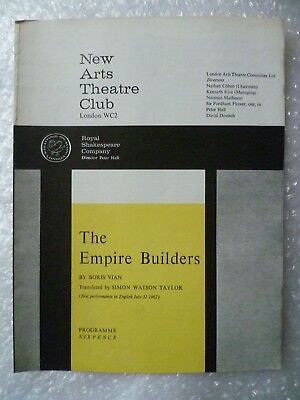 New
Arts
Theatre
Club
London WC2
London Arts Theatre Committee Ltd
Directors
Nathan Cohen (Chairman)
Kenneth Rae (Managing)
Norman Marshall
Sir Fordham Flower, OBE, DL
Peter Hall
David Deutsch
Royal
Shakespeare
Company
Director Peter Hall
The
Empire Builders
BY BORIS VIAN
Translated by SIMON WATSON TAYLOR
(first performance in English July 31 1962)
PROGRAMME
SIXPENCE